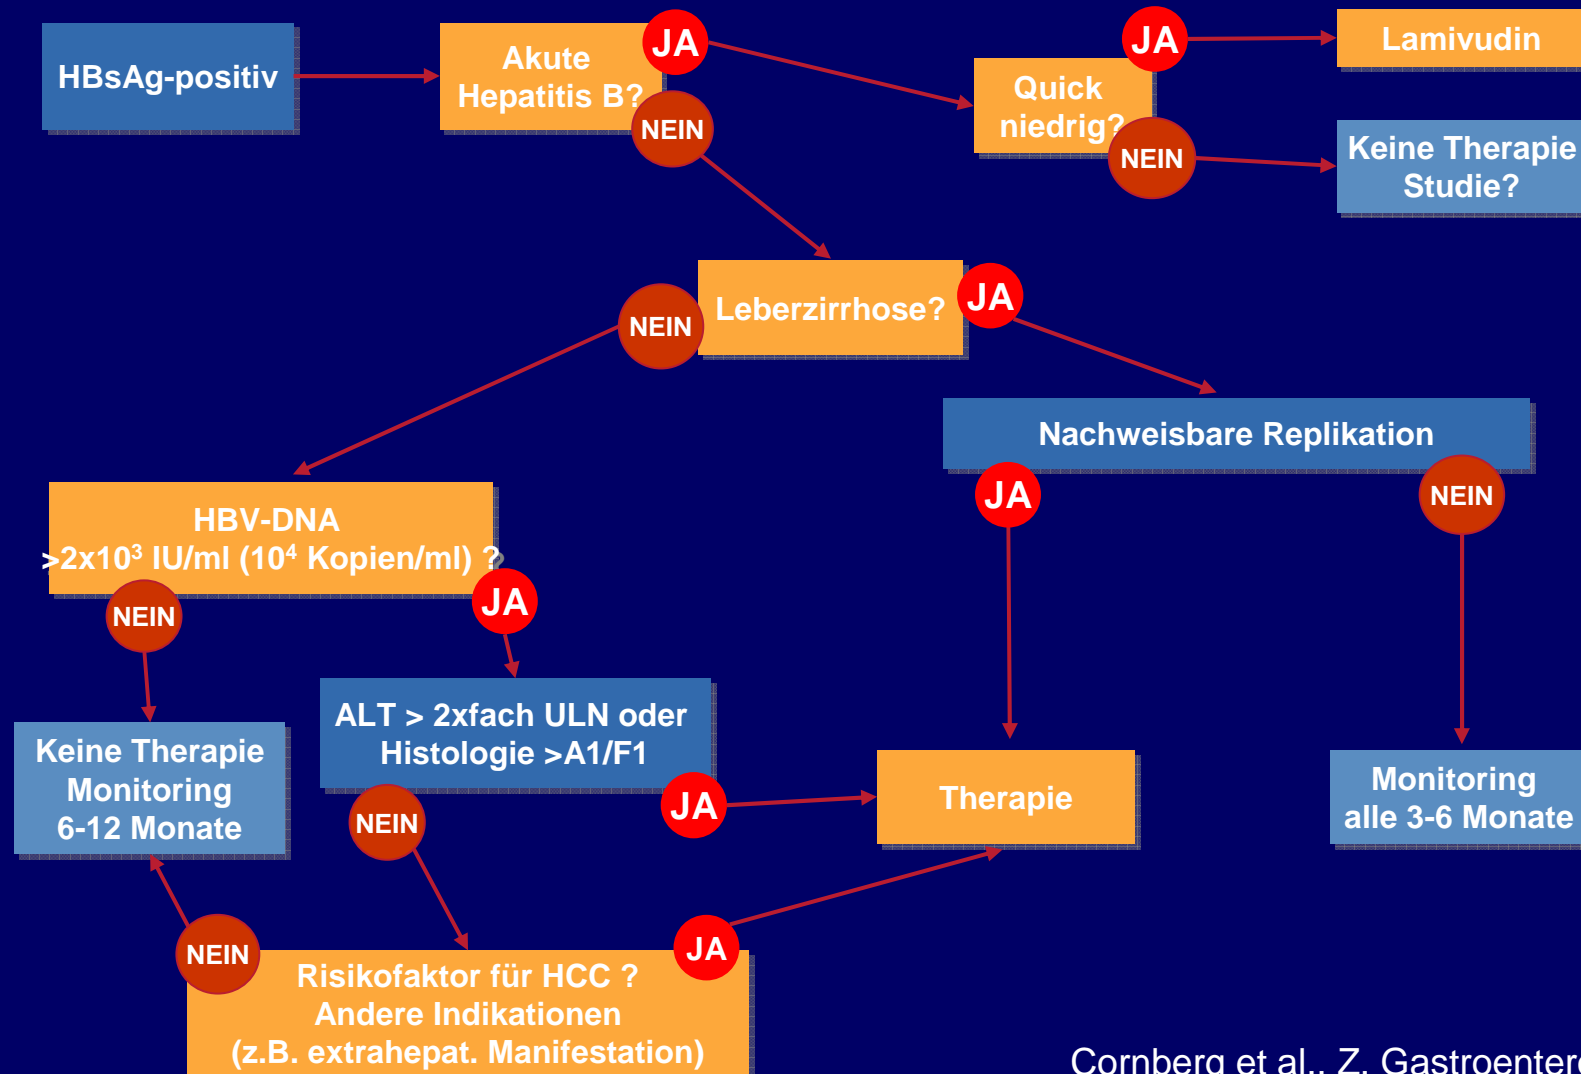 HBsAg-positiv
Akute
Hepatitis B?
JA
NEIN
Quick
niedrig?
JA
NEIN
Lamivudin
Keine Therapie
Studie?
Leberzirrhose?
NEIN
JA
Nachweisbare Replikation
JA
NEIN
HBV-DNA
>2x10³ IU/ml (10⁴ Kopien/ml) ?
NEIN
JA
ALT > 2xfach ULN oder
Histologie >A1/F1
NEIN
JA
Keine Therapie
Monitoring
6-12 Monate
Therapie
Monitoring
alle 3-6 Monate
NEIN
JA
Risikofaktor für HCC ?
Andere Indikationen
(z.B. extrahepat. Manifestation)
Cornberg et al., Z. Gastroentero